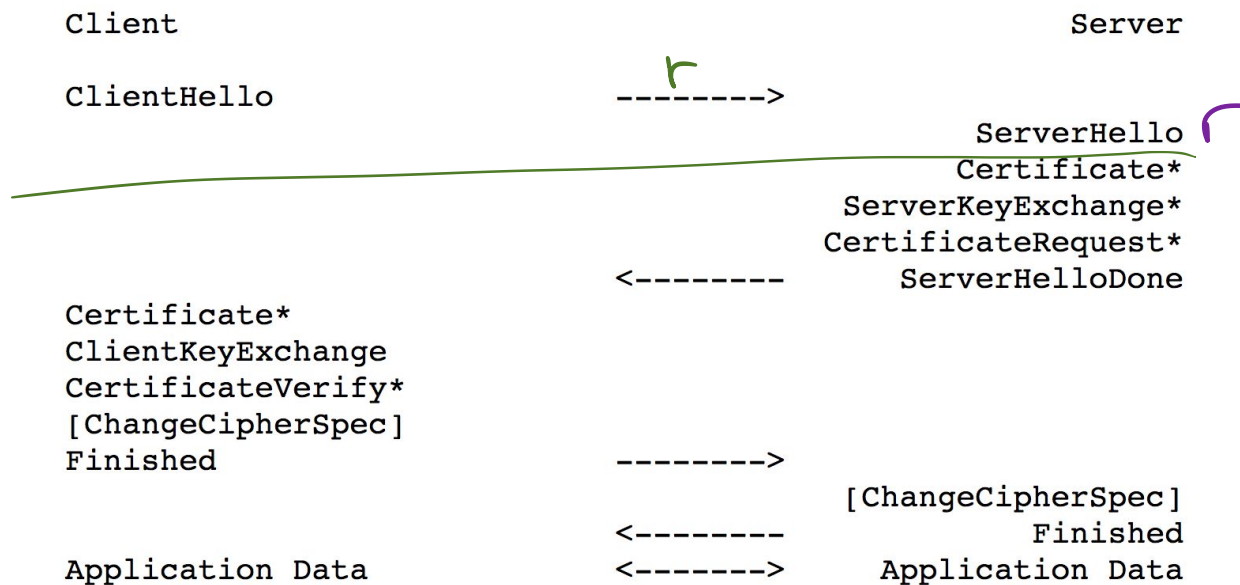 Client Server
r
ClientHello -------->
ServerHello r
Certificate*
ServerKeyExchange*
CertificateRequest*
<-------- ServerHelloDone
Certificate*
ClientKeyExchange
CertificateVerify*
[ChangeCipherSpec]
Finished -------->
[ChangeCipherSpec]
<-------- Finished
Application Data <-------> Application Data